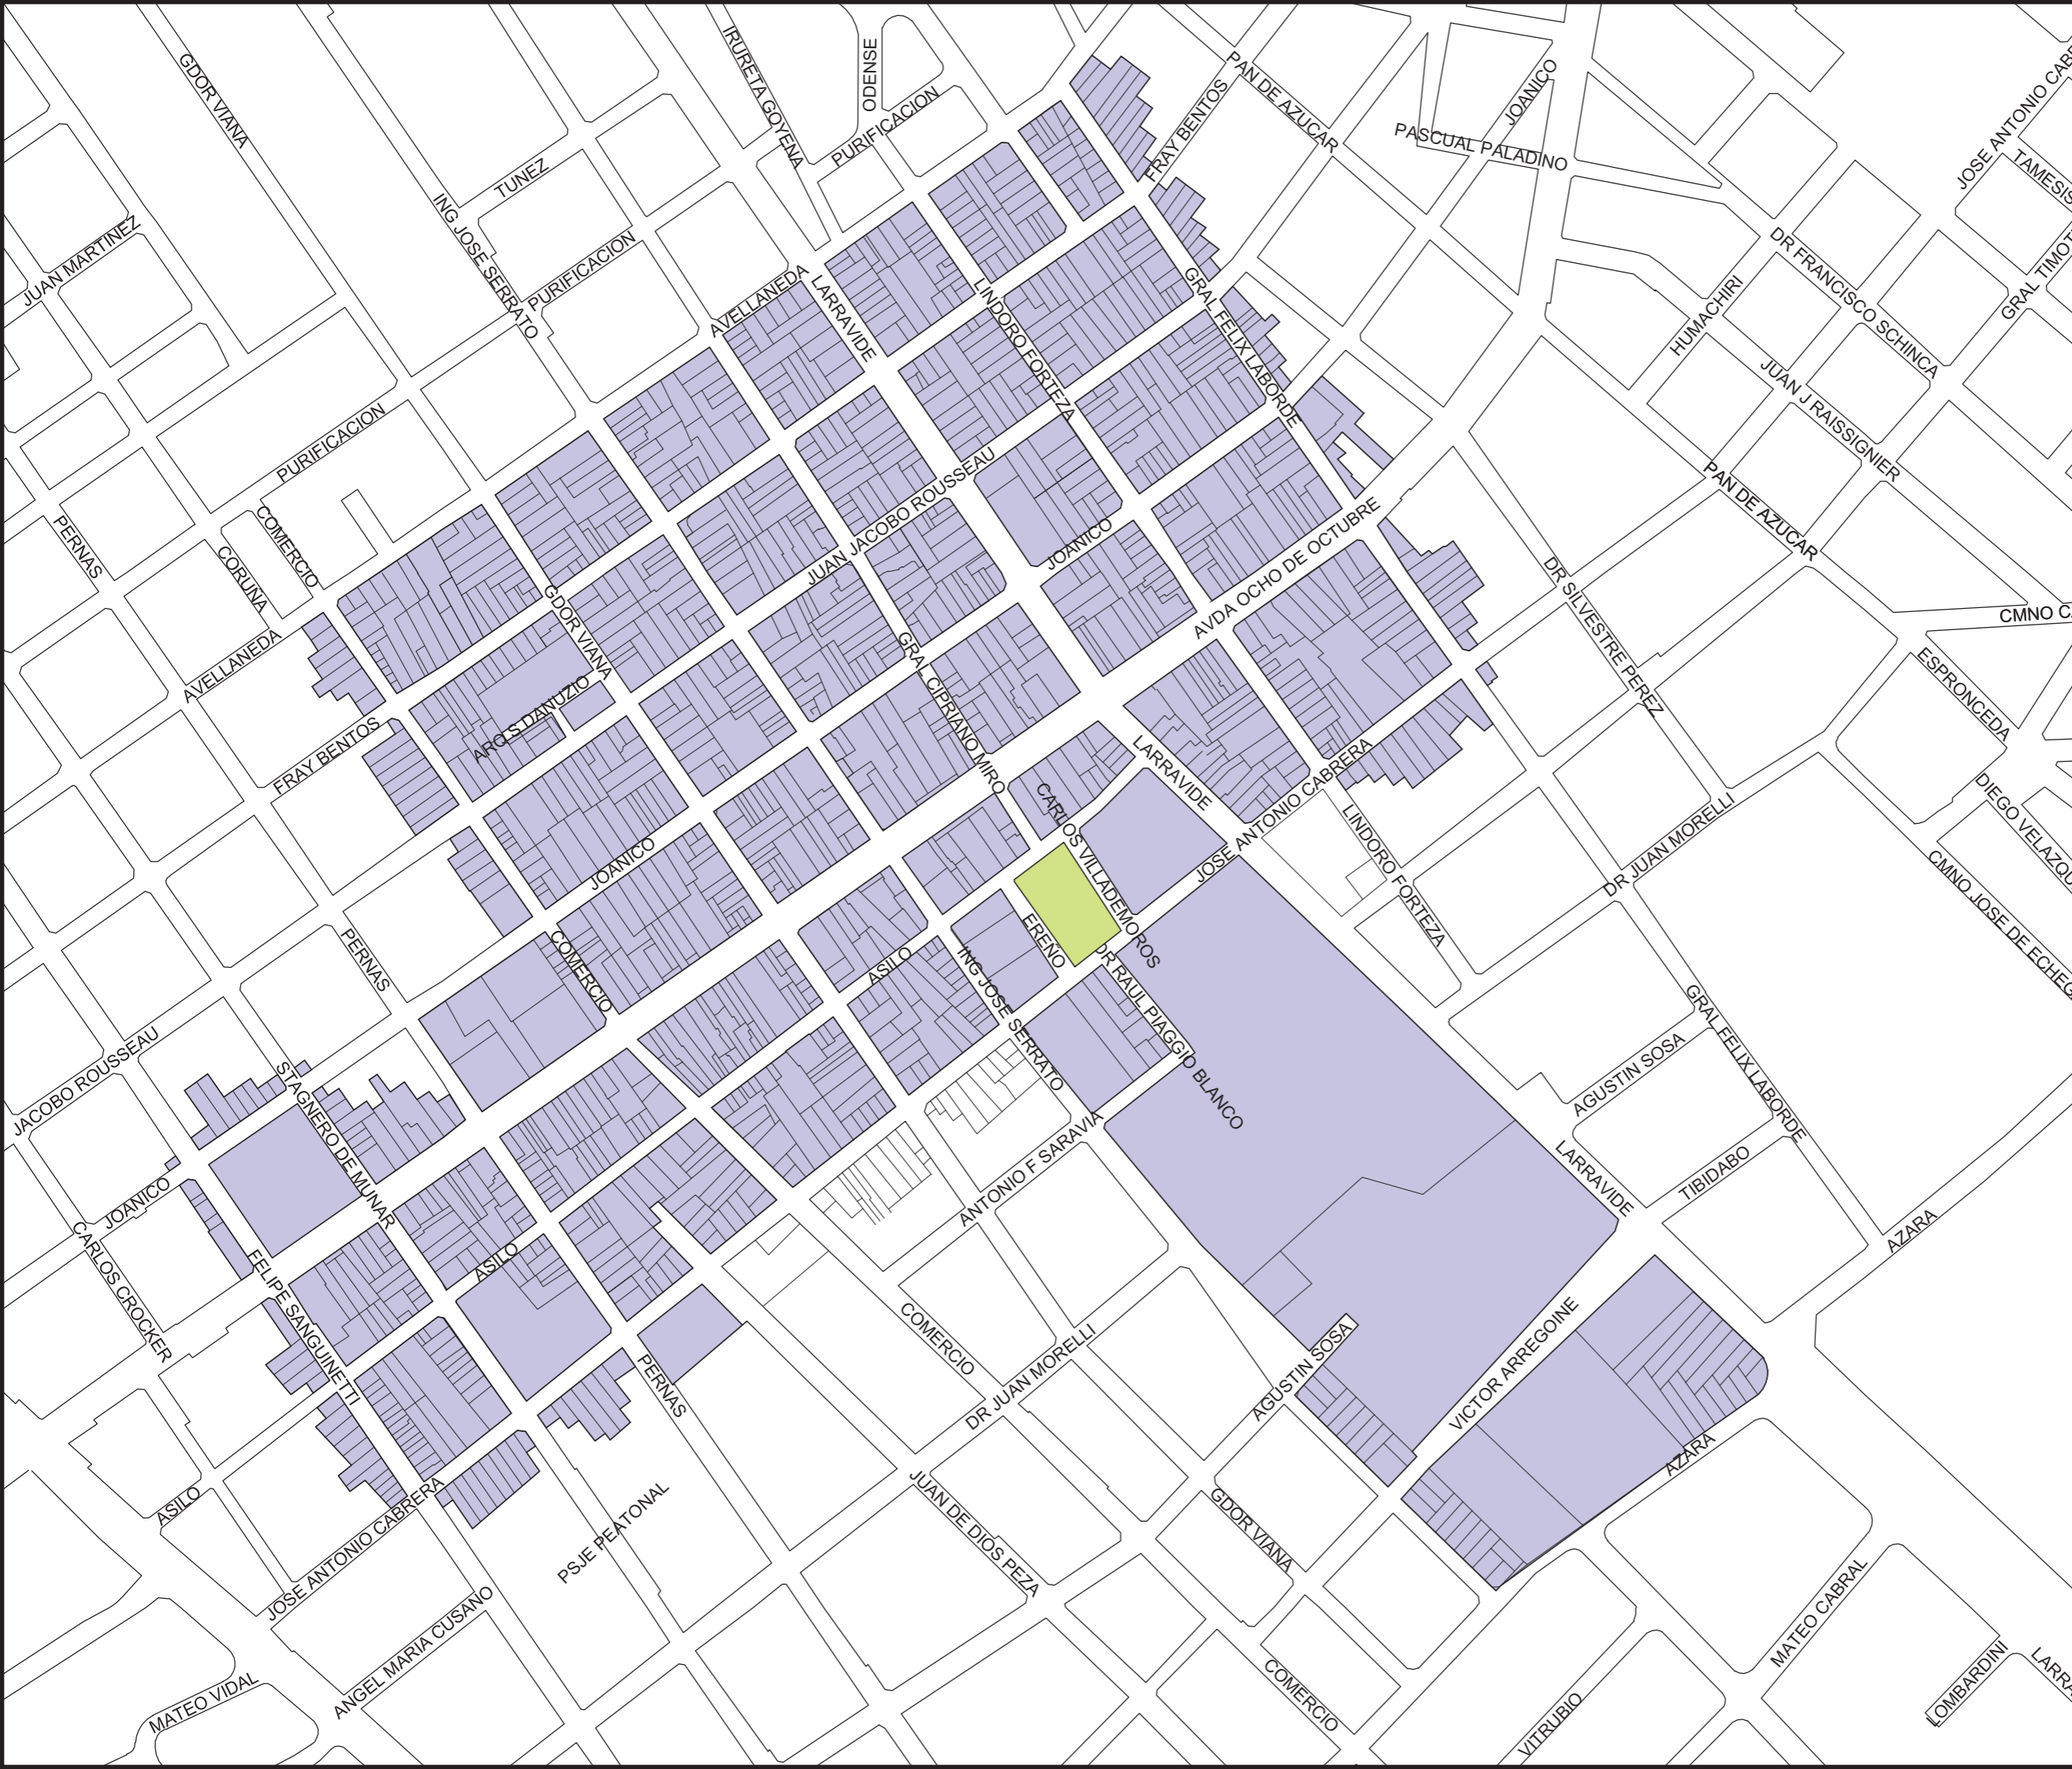 GDOR VIANA
IRURETA GOYENA
ODENSE
PURIFICACION
PAN DE AZUCAR
FRAY BENTOS
JOANICO
PASCUAL PALADINO
JOSE ANTONIO CAB
TAMESIS
TUNEZ
ING JOSE SERRATO
JUAN MARTINEZ
PURIFICACION
AVELLANEDA
LARRAVIDE
LINDORO FORTEZA
GRAL FELIX LABORDE
HUMACHIRI
DR FRANCISCO SCHINCA
GRAL TIMOT
JUAN J RAISSIGNIER
PURIFICACION
COMERCIO
CORUNA
PERNAS
JUAN JACOBO ROUSSEAU
JOANICO
AVDA OCHO DE OCTUBRE
PAN DE AZUCAR
DR SILVESTRE PEREZ
CMNO C
ESPRONCEDA
AVELLANEDA
GDOR VIANA
GRAL CIPRIANO MIRO
ARQ S DANUZIO
FRAY BENTOS
LARRAVIDE
JOSE ANTONIO CABRERA
CARLOS VILLADEMOROS
LINDORO FORTEZA
DR JUAN MORELLI
DIEGO VELAZQU
CMNO JOSE DE ECHEG
JOANICO
COMERCIO
PERNAS
ASILO
EREÑO
ING JOSE SERRATO
DR RAUL PIAGGIO BLANCO
GRAL FELIX LABORDE
AGUSTIN SOSA
JACOBO ROUSSEAU
STAGNERO DE MUNAR
ANTONIO F SARAVIA
LARRAVIDE
TIBIDABO
AZARA
JOANICO
CARLOS CROCKER
FELIPE SANGUINETTI
ASILO
COMERCIO
DR JUAN MORELLI
AGUSTIN SOSA
VICTOR ARREGOINE
PERNAS
AZARA
ASILO
JOSE ANTONIO CABRERA
PSJE PEATONAL
JUAN DE DIOS PEZA
GDOR VIANA
ANGEL MARIA CUSANO
MATEO VIDAL
COMERCIO
VITRUBIO
MATEO CABRAL
LOMBARDINI
LARRA